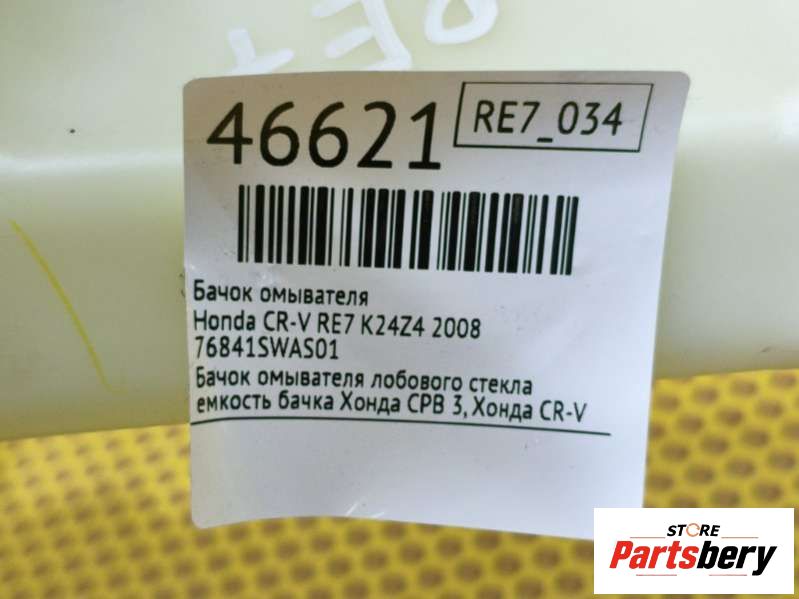 RE7
46621
RE7_034
Бачок омывателя
Honda CR-V RE7 K24Z4 2008
76841SWAS01
Бачок омывателя лобового стекла
емкость бачка Хонда СРВ 3, Хонда CR-V
STORE
Partsbery